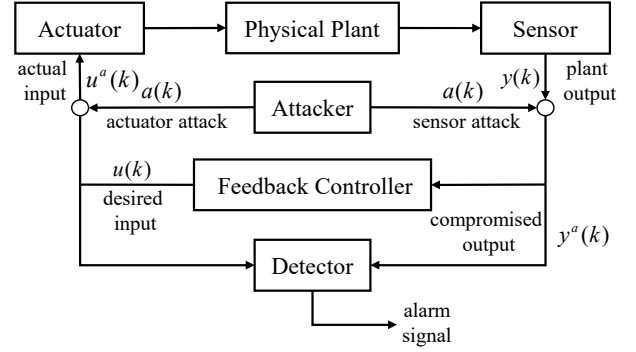 Actuator
Physical Plant
Sensor
actual
input
u^a(k)
a(k)
Attacker
a(k)
y(k)
plant
output
actuator attack
sensor attack
u(k)
desired
input
Feedback Controller
compromised
output
y^a(k)
Detector
alarm
signal